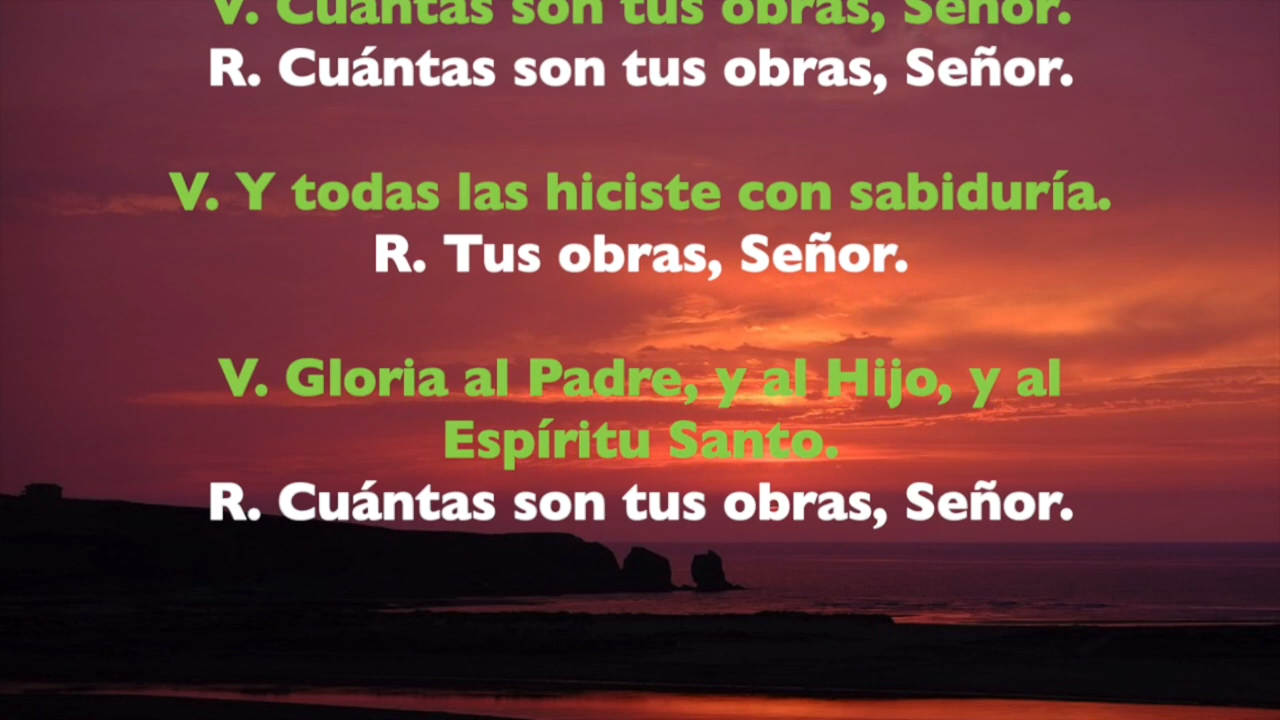 V. Cuántas son tus obras, Señor.
R. Cuántas son tus obras, Señor.
V. Y todas las hiciste con sabiduría.
R. Tus obras, Señor.
V. Gloria al Padre, y al Hijo, y al
Espíritu Santo.
R. Cuántas son tus obras, Señor.